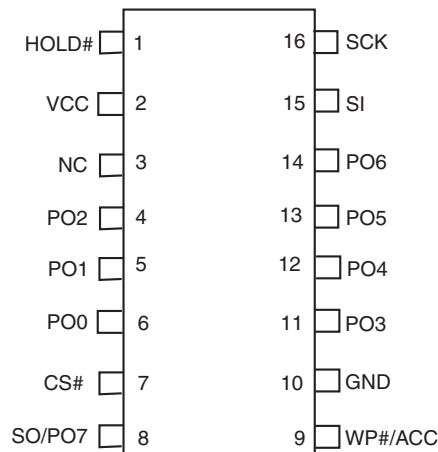 HOLD# 1 16 SCK
VCC 2 15 SI
NC 3 14 PO6
PO2 4 13 PO5
PO1 5 12 PO4
PO0 6 11 PO3
CS# 7 10 GND
SO/PO7 8 9 WP#/ACC